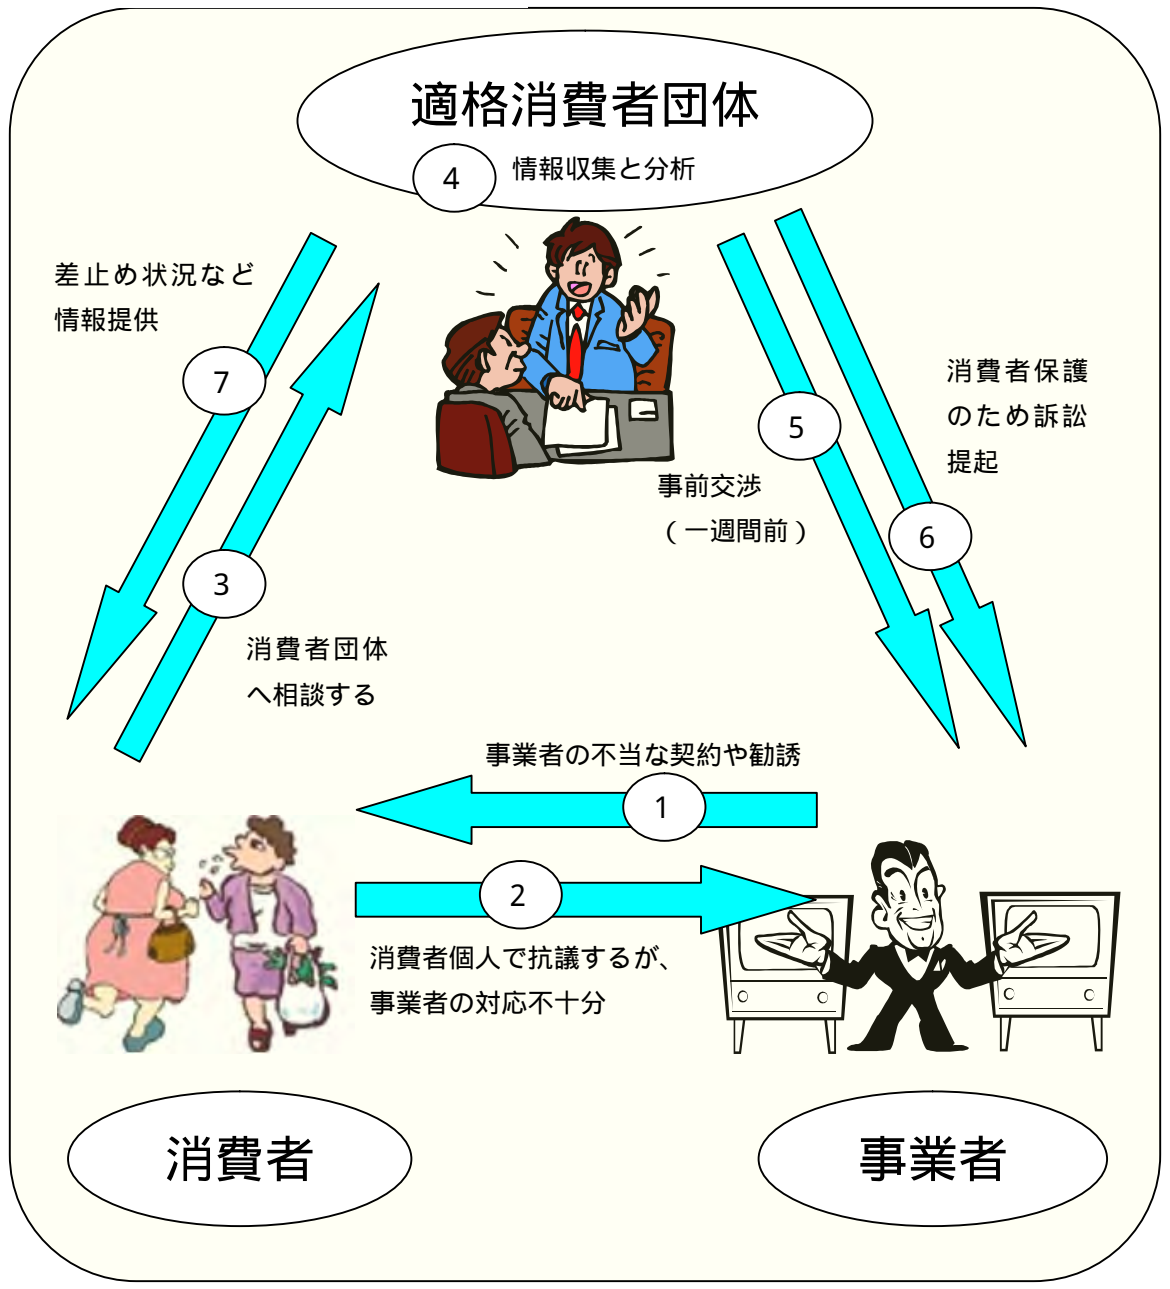 適格消費者団体
4
情報収集と分析
差止め状況など
情報提供
7
3
消費者団体
へ相談する
5
事前交渉
（一週間前）
消費者保護
のため訴訟
提起
6
事業者の不当な契約や勧誘
1
2
消費者個人で抗議するが、
事業者の対応不十分
消費者
事業者